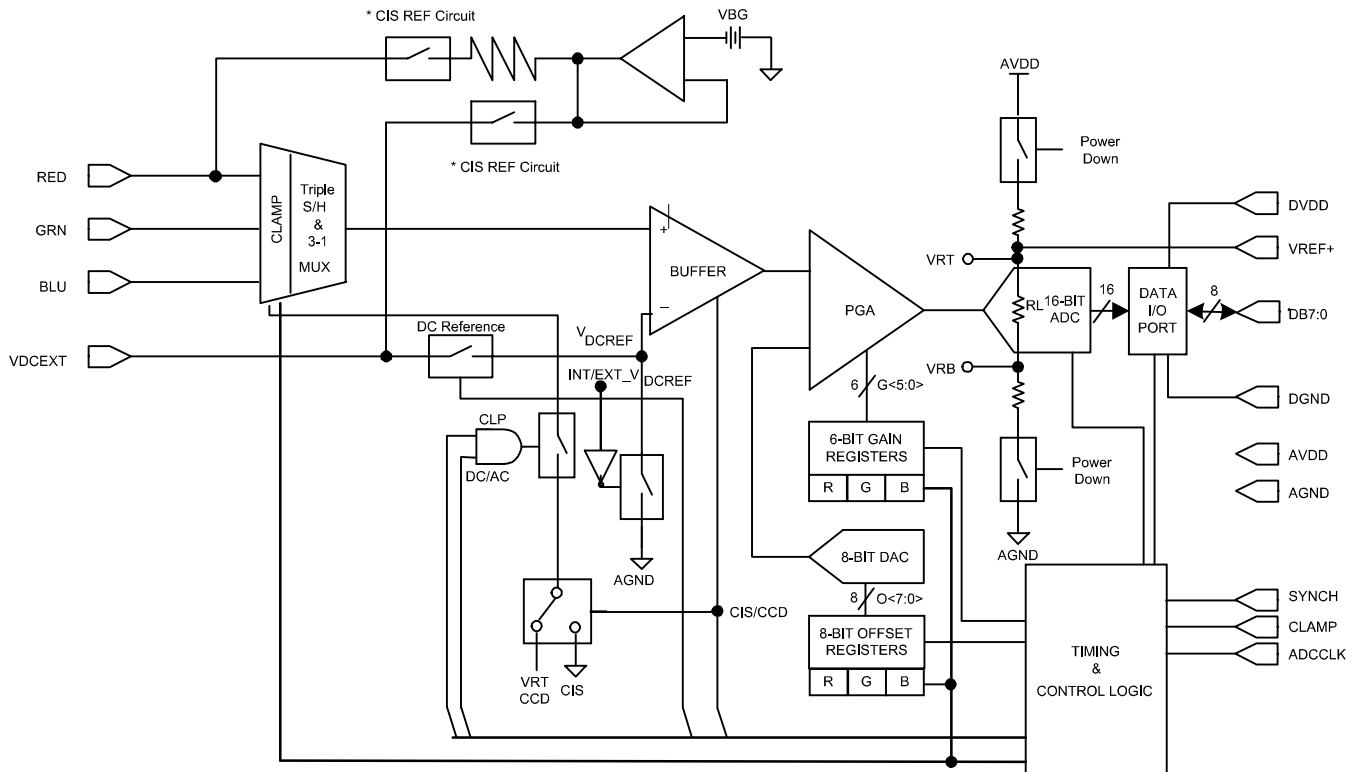 * CIS REF Circuit
VBG
AVDD
* CIS REF Circuit
Power
Down
RED
GRN
BLU
VDCEXT
CLAMP
Triple
S/H
&
3-1
MUX
DC Reference
VDCREF
INT/EXT_VDCREF
+
BUFFER
–
PGA
VRT
VRB
RL
16-BIT
ADC
16
DATA
I/O
PORT
8
DVDD
VREF+
DB7:0
DGND
AVDD
AGND
CLP
DC/AC
AGND
6
G<5:0>
6-BIT GAIN
REGISTERS
R G B
Power
Down
AGND
8-BIT DAC
8
O<7:0>
8-BIT OFFSET
REGISTERS
R G B
CIS/CCD
VRT
CCD
CIS
TIMING
&
CONTROL LOGIC
SYNCH
CLAMP
ADCCLK